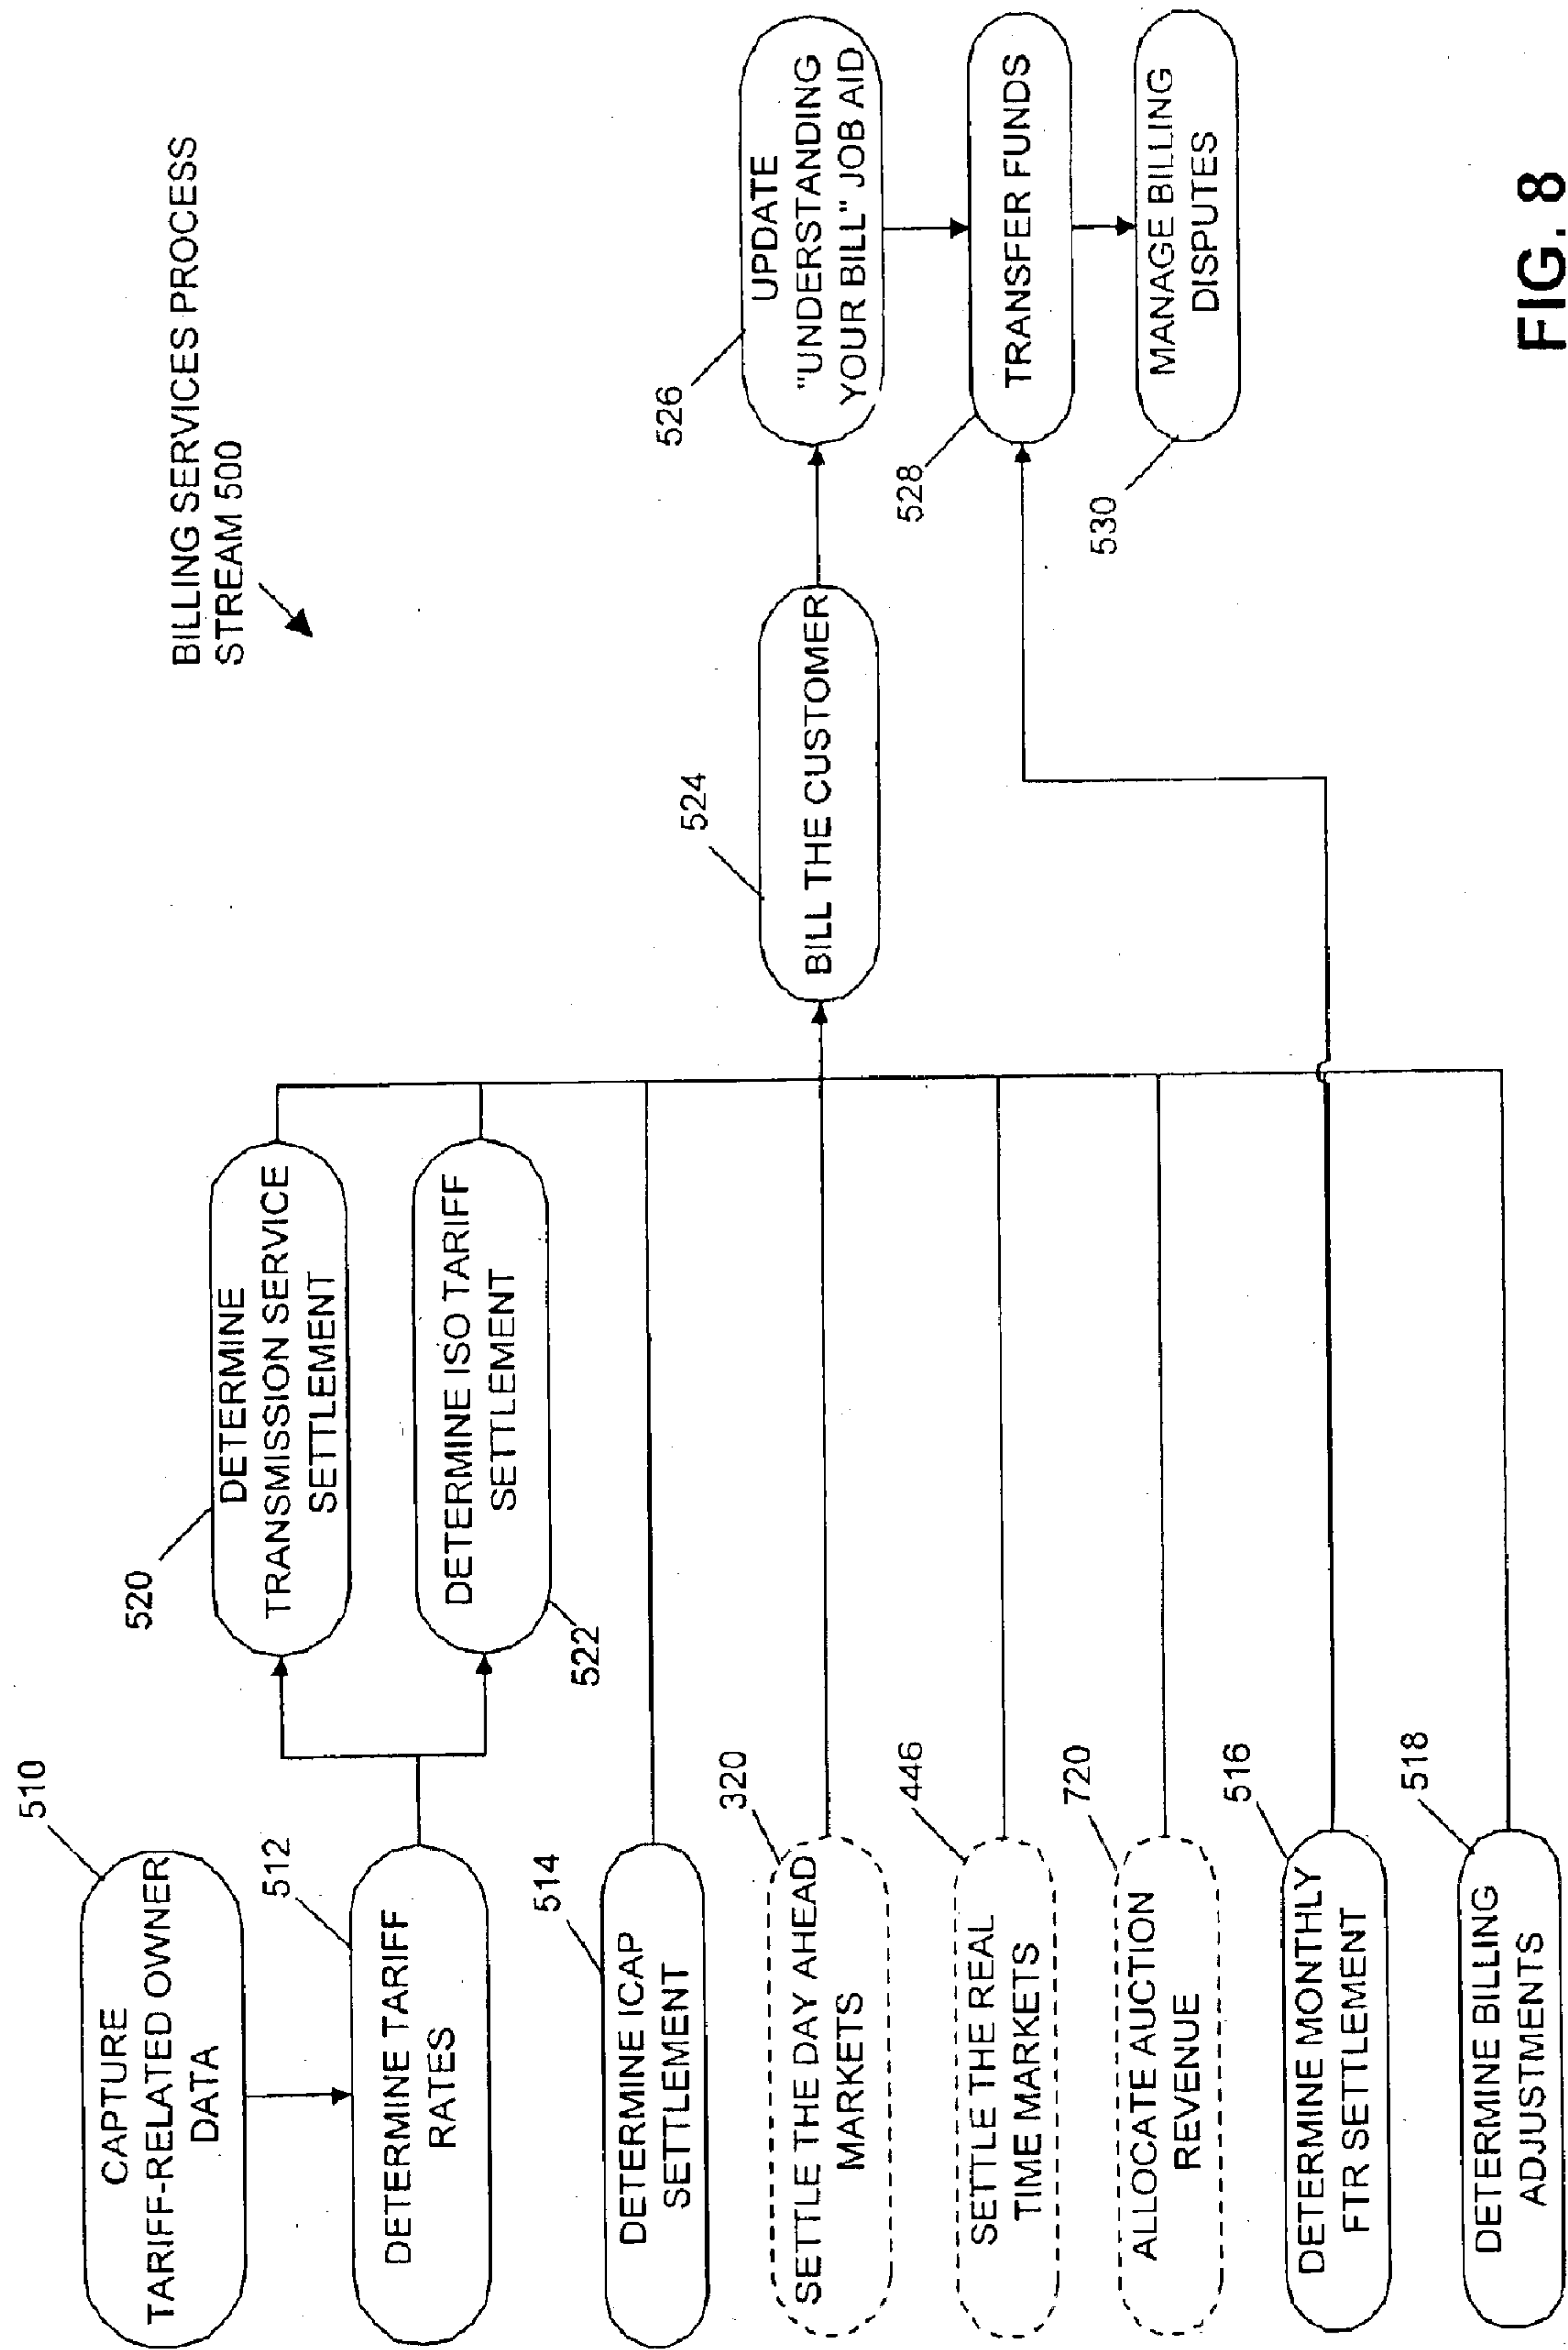 BILLING SERVICES PROCESS
STREAM 500
510
CAPTURE
TARIFF-RELATED OWNER
DATA
512
DETERMINE TARIFF
RATES
520
DETERMINE
TRANSMISSION SERVICE
SETTLEMENT
DETERMINE ISO TARIFF
SETTLEMENT
522
514
DETERMINE ICAP
SETTLEMENT
320
SETTLE THE DAY AHEAD
MARKETS
446
SETTLE THE REAL
TIME MARKETS
720
ALLOCATE AUCTION
REVENUE
516
DETERMINE MONTHLY
FTR SETTLEMENT
518
DETERMINE BILLING
ADJUSTMENTS
524
BILL THE CUSTOMER
526
UPDATE
"UNDERSTANDING
YOUR BILL" JOB AID
528
TRANSFER FUNDS
530
MANAGE BILLING
DISPUTES
FIG. 8